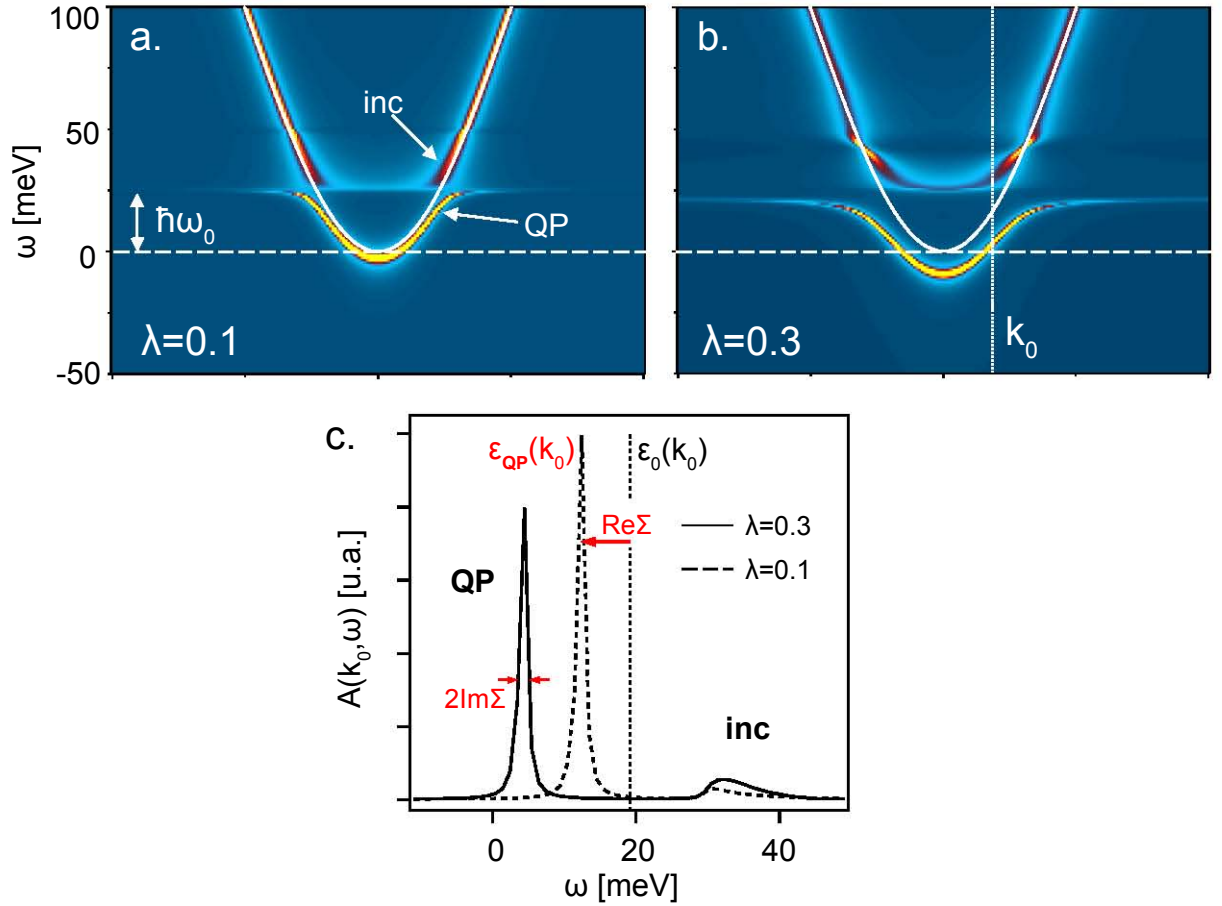 a.
b.
100
50
0
-50
ω [meV]
inc
QP
ħω₀
λ=0.1
λ=0.3
k₀
c.
εQP(k₀)
ε₀(k₀)
ReΣ
λ=0.3
λ=0.1
QP
2ImΣ
inc
A(k₀,ω) [u.a.]
0 20 40
ω [meV]